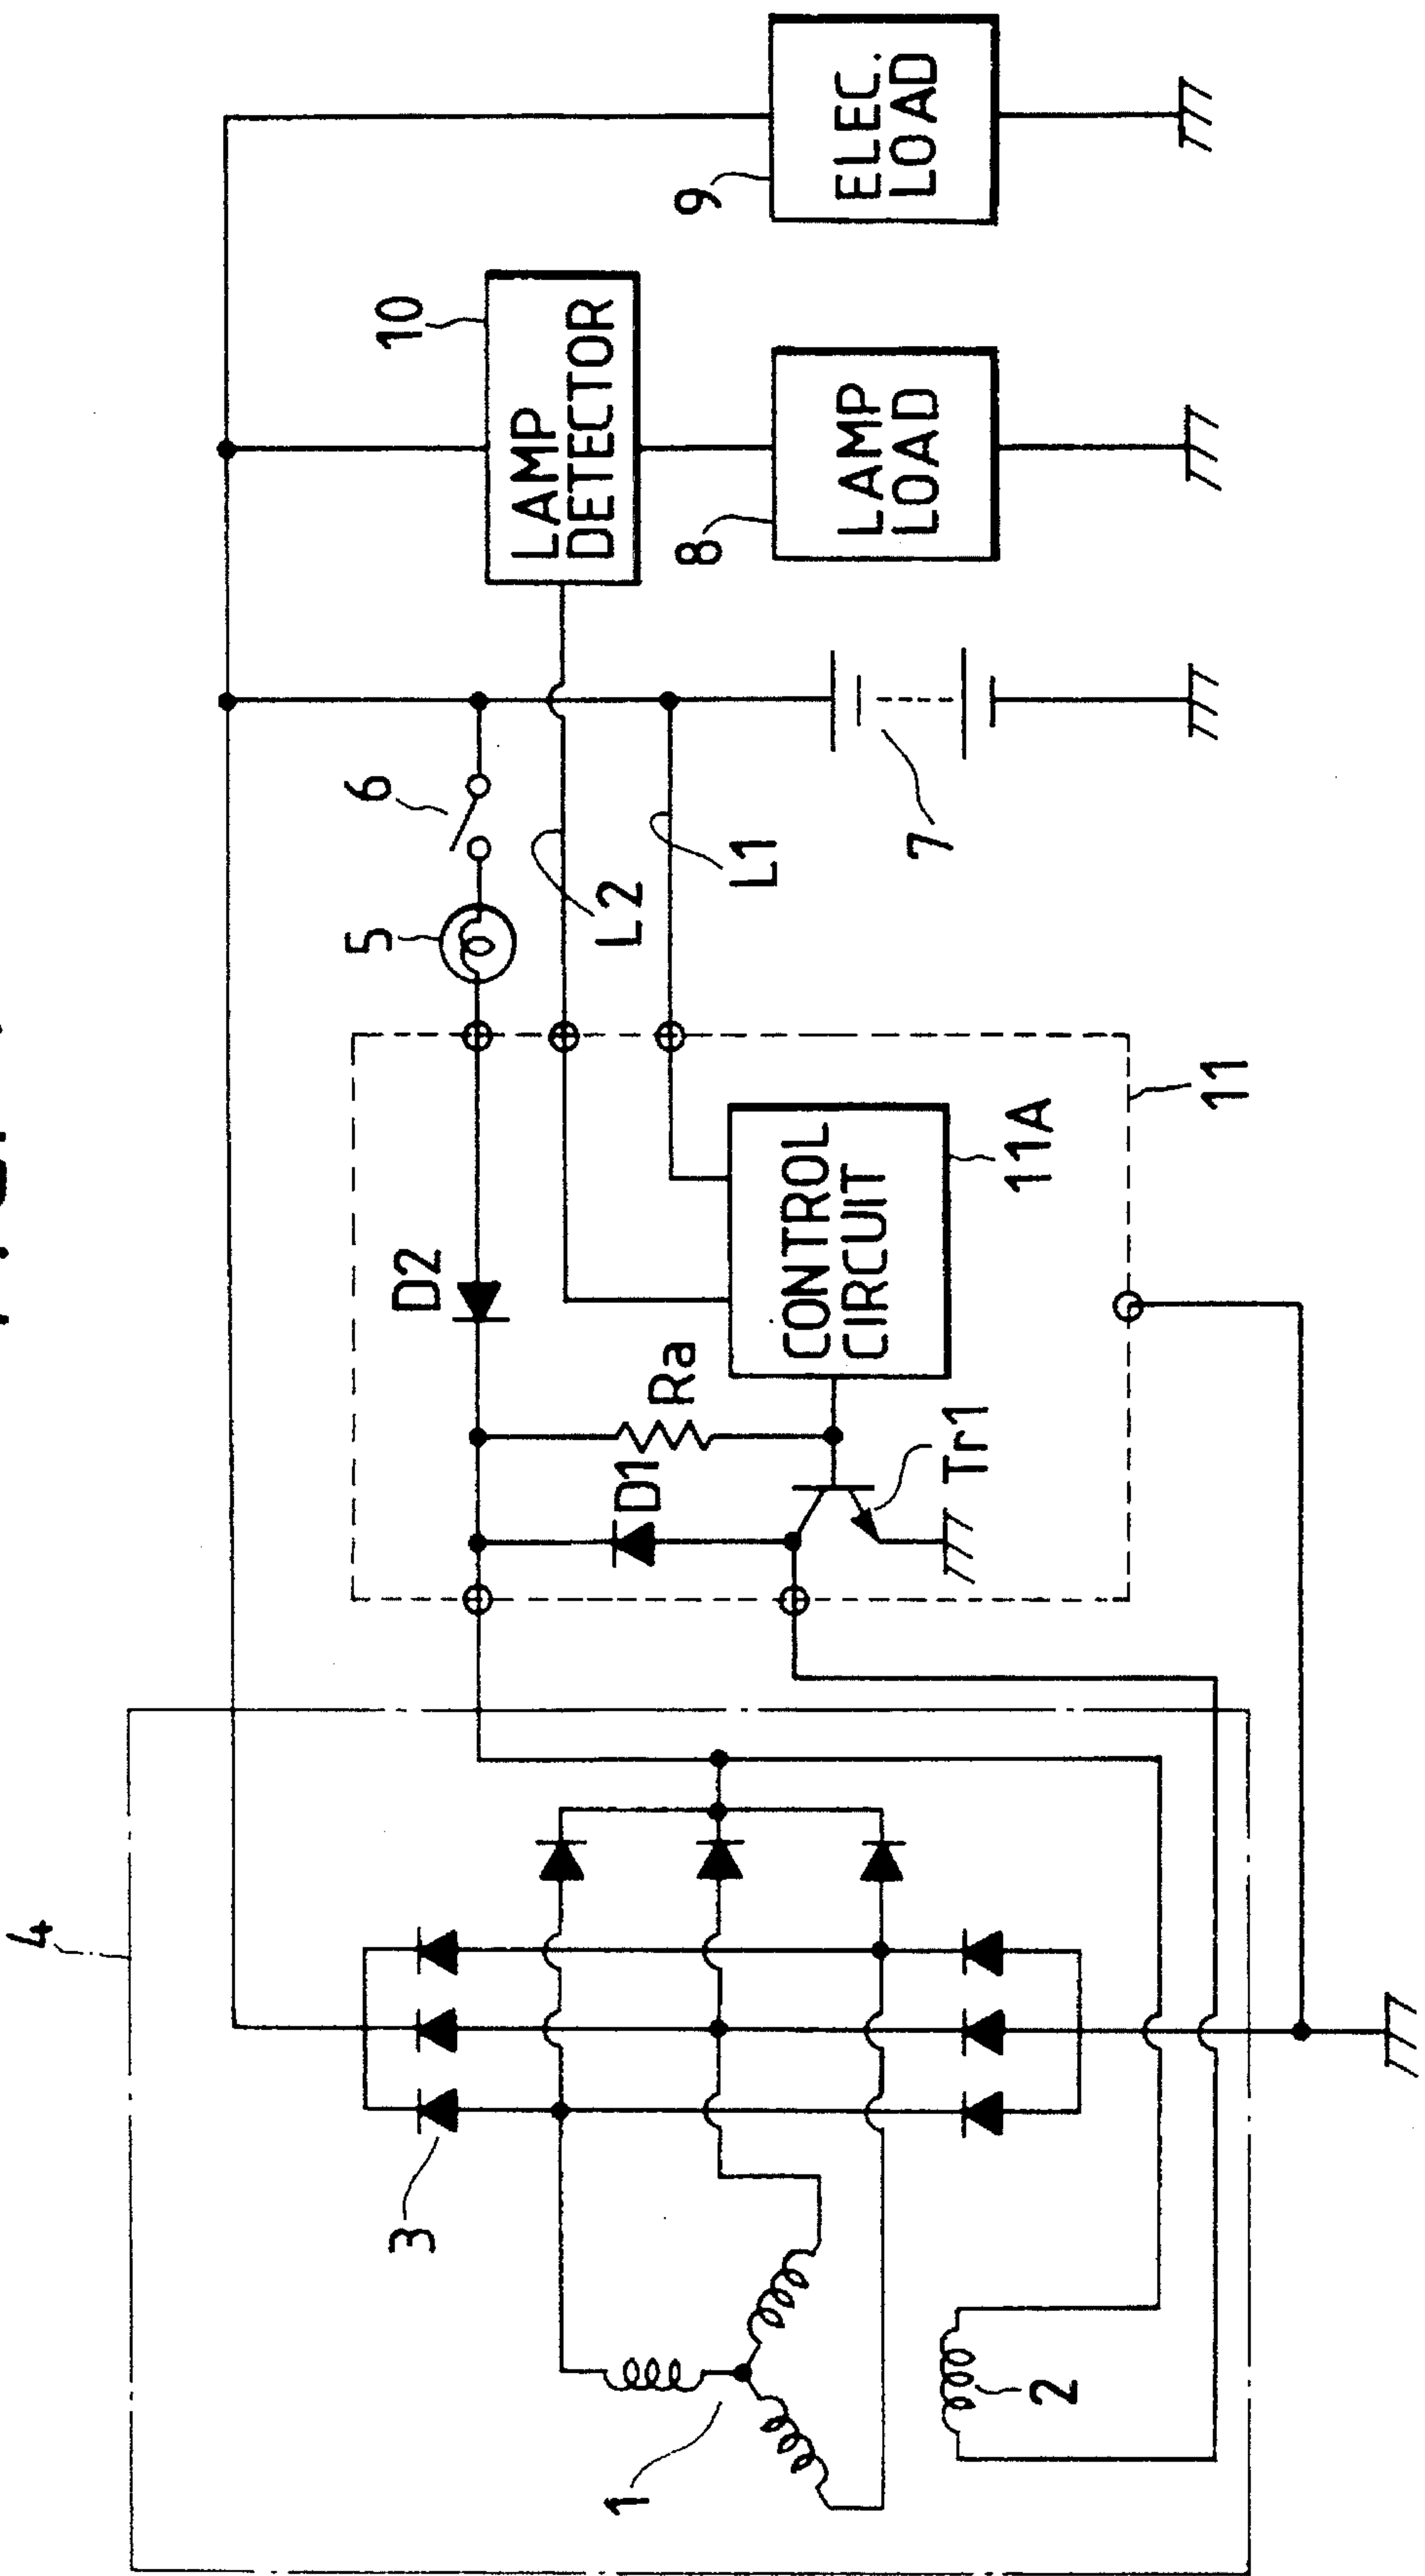 4
3
1
2
D2
D1
Ra
Tr1
CONTROL
CIRCUIT
11A
11
5
6
L2
L1
7
10
LAMP
DETECTOR
8
LAMP
LOAD
9
ELEC.
LOAD